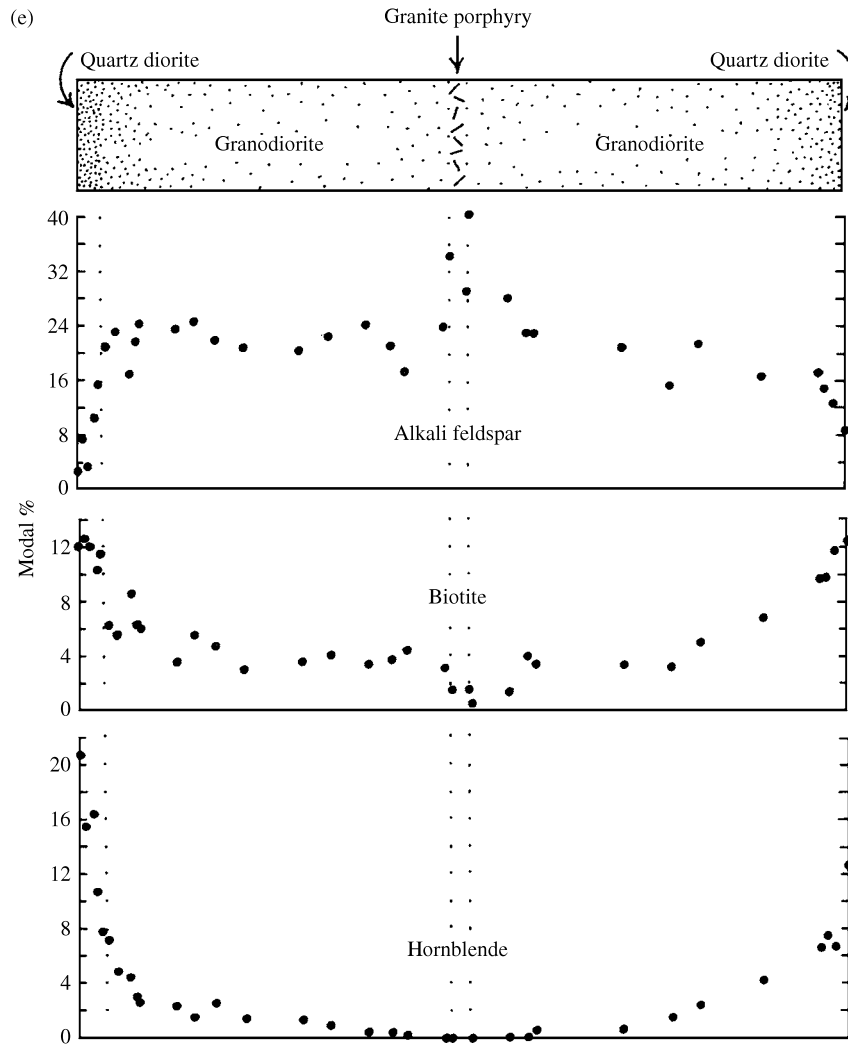 (e)
Granite porphyry
Quartz diorite
Quartz diorite
Granodiorite
Granodiorite
40
32
24
16
8
0
Alkali feldspar
Modal %
12
8
4
0
Biotite
20
16
12
8
4
0
Hornblende